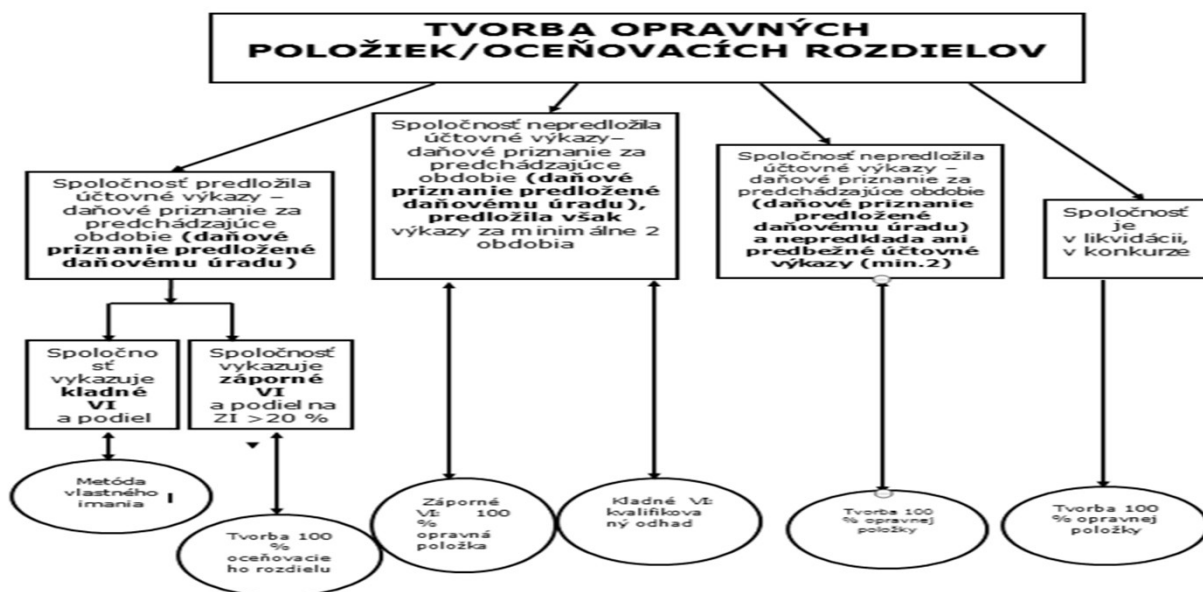 TVORBA OPRAVNÝCH
POLOŽIEK/OCEŇOVACÍCH ROZDIELOV
Spoločnosť predložila
účtovné výkazy –
daňové priznanie za
predchádzajúce
obdobie (daňové
priznanie predložené
daňovému úradu)
Spoločnosť nepredložila
účtovné výkazy–
daňové priznanie za
predchádzajúce
obdobie (daňové
priznanie predložené
daňovému úradu),
predložila však
výkazy za minimálne 2
obdobia
Spoločnosť nepredložila
účtovné výkazy –
daňové priznanie za
predchádzajúce obdobie
(daňové priznanie
predložené
daňovému úradu)
a nepredklada ani
predbežné účtovné
výkazy (min.2)
Spoločnosť
je
v likvidácii,
v konkurze
Spoločno
sť
vykazuje
kladné
VI
a podiel
Spoločnosť
vykazuje
záporné
VI
a podiel na
ZI >20 %
Metóda
vlastného
imania
Tvorba 100
%
oceňovacie
ho rozdielu
Záporné
VI: 100
%
opravná
položka
Kladné VI:
kvalifikova
ný odhad
Tvorba 100
% opravnej
položky
Tvorba 100
% opravnej
položky